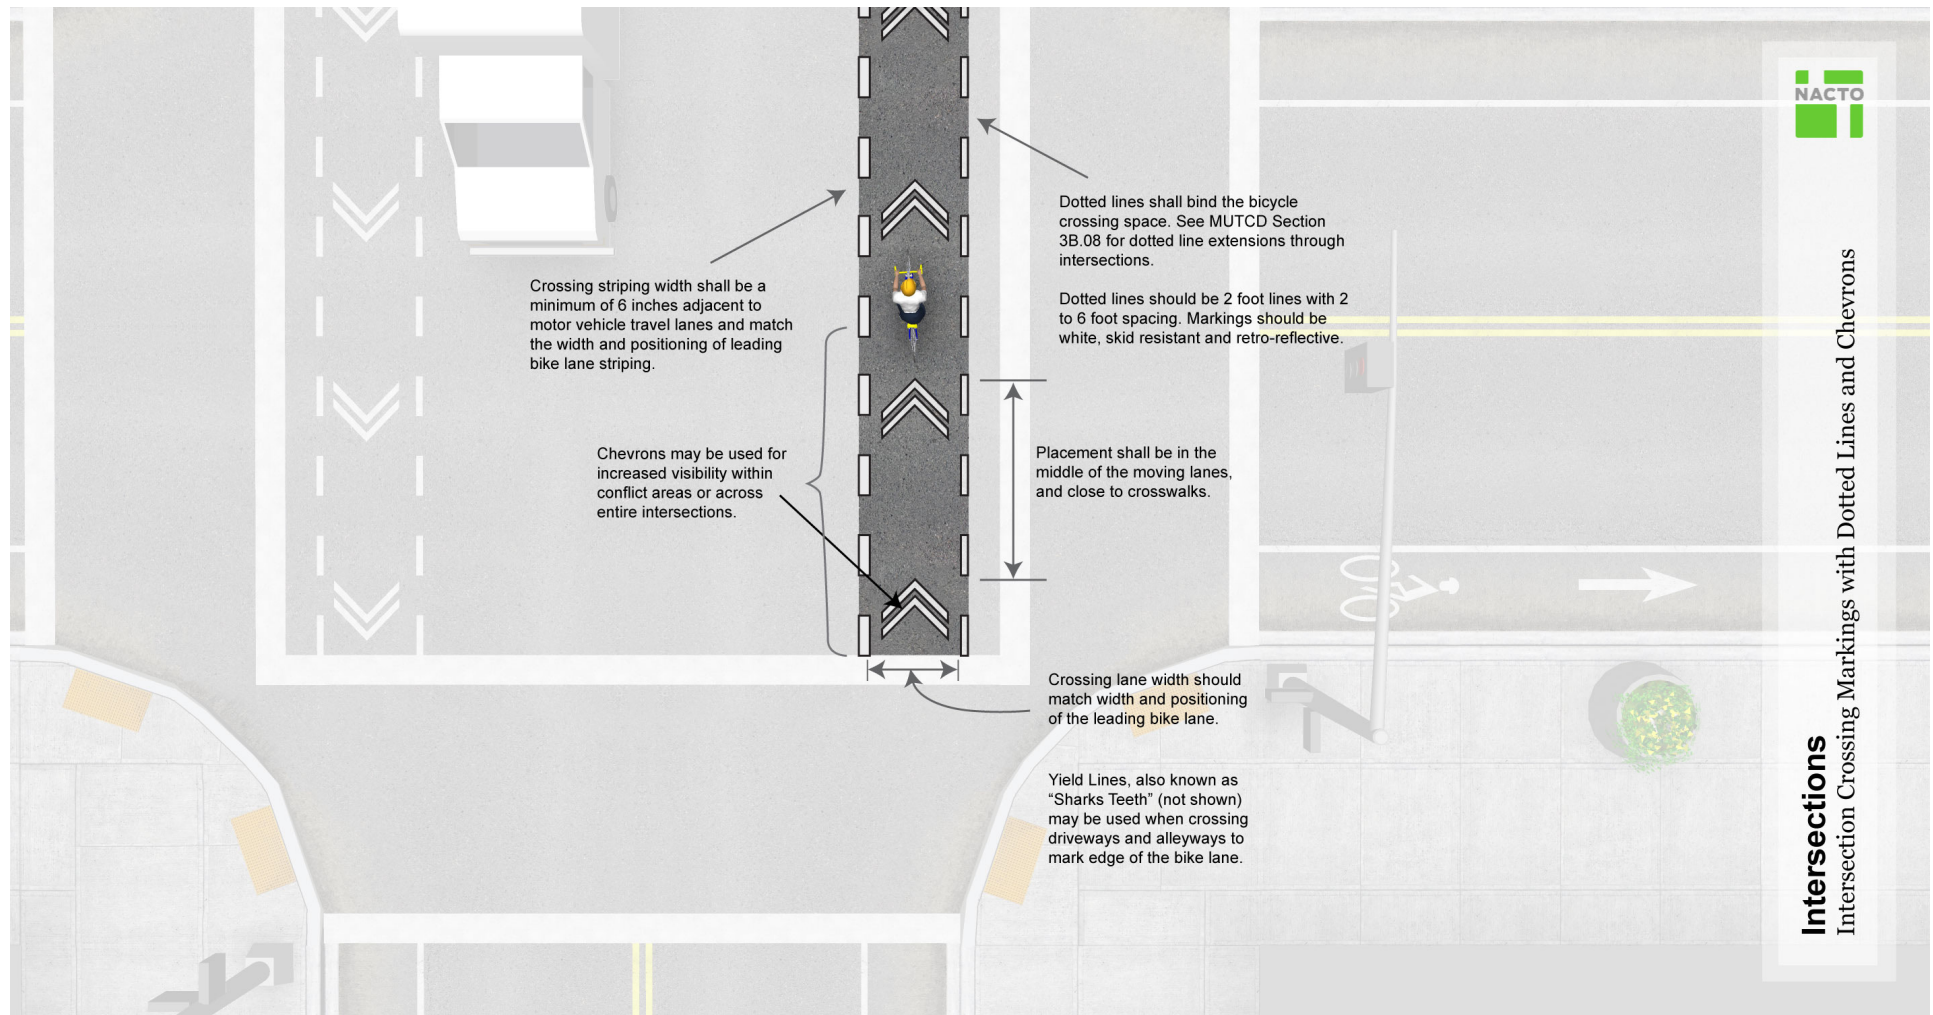 NACTO
Dotted lines shall bind the bicycle
crossing space. See MUTCD Section
3B.08 for dotted line extensions through
intersections.
Dotted lines should be 2 foot lines with 2
to 6 foot spacing. Markings should be
white, skid resistant and retro-reflective.
Crossing striping width shall be a
minimum of 6 inches adjacent to
motor vehicle travel lanes and match
the width and positioning of leading
bike lane striping.
Chevrons may be used for
increased visibility within
conflict areas or across
entire intersections.
Placement shall be in the
middle of the moving lanes,
and close to crosswalks.
Crossing lane width should
match width and positioning
of the leading bike lane.
Yield Lines, also known as
“Sharks Teeth” (not shown)
may be used when crossing
driveways and alleyways to
mark edge of the bike lane.
Intersections
Intersection Crossing Markings with Dotted Lines and Chevrons